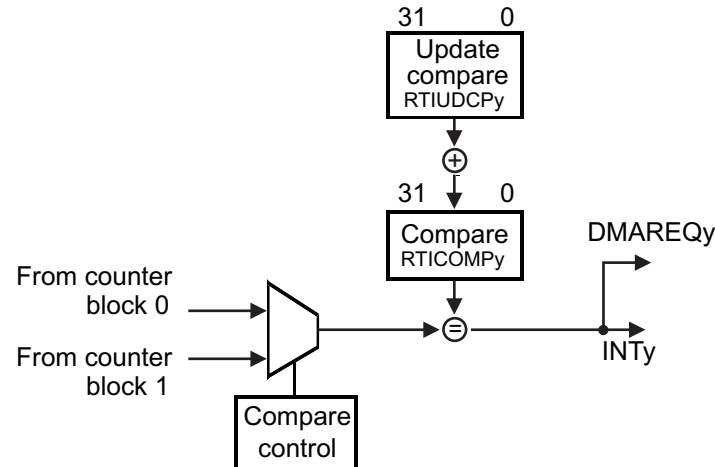 31 0
Update
compare
RTIUDCPy
+
31 0
Compare
RTICOMPy
DMAREQy
From counter
block 0
=
INTy
From counter
block 1
Compare
control